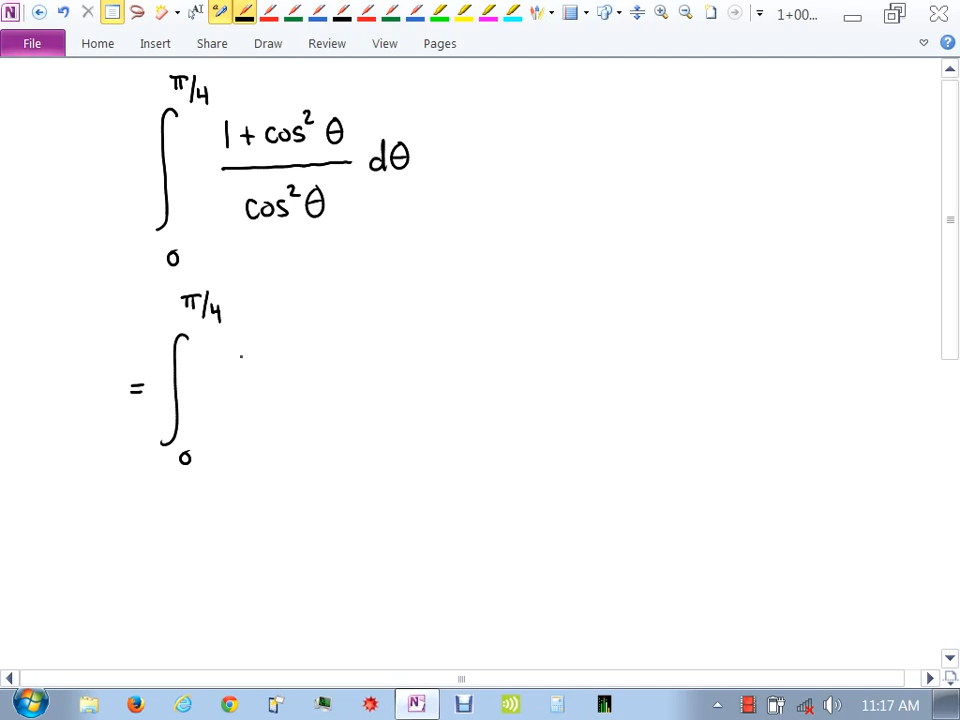 1+00...
File Home Insert Share Draw Review View Pages
π/4
∫ 1 + cos² θ / cos² θ dθ
0
π/4
= ∫
0
11:17 AM